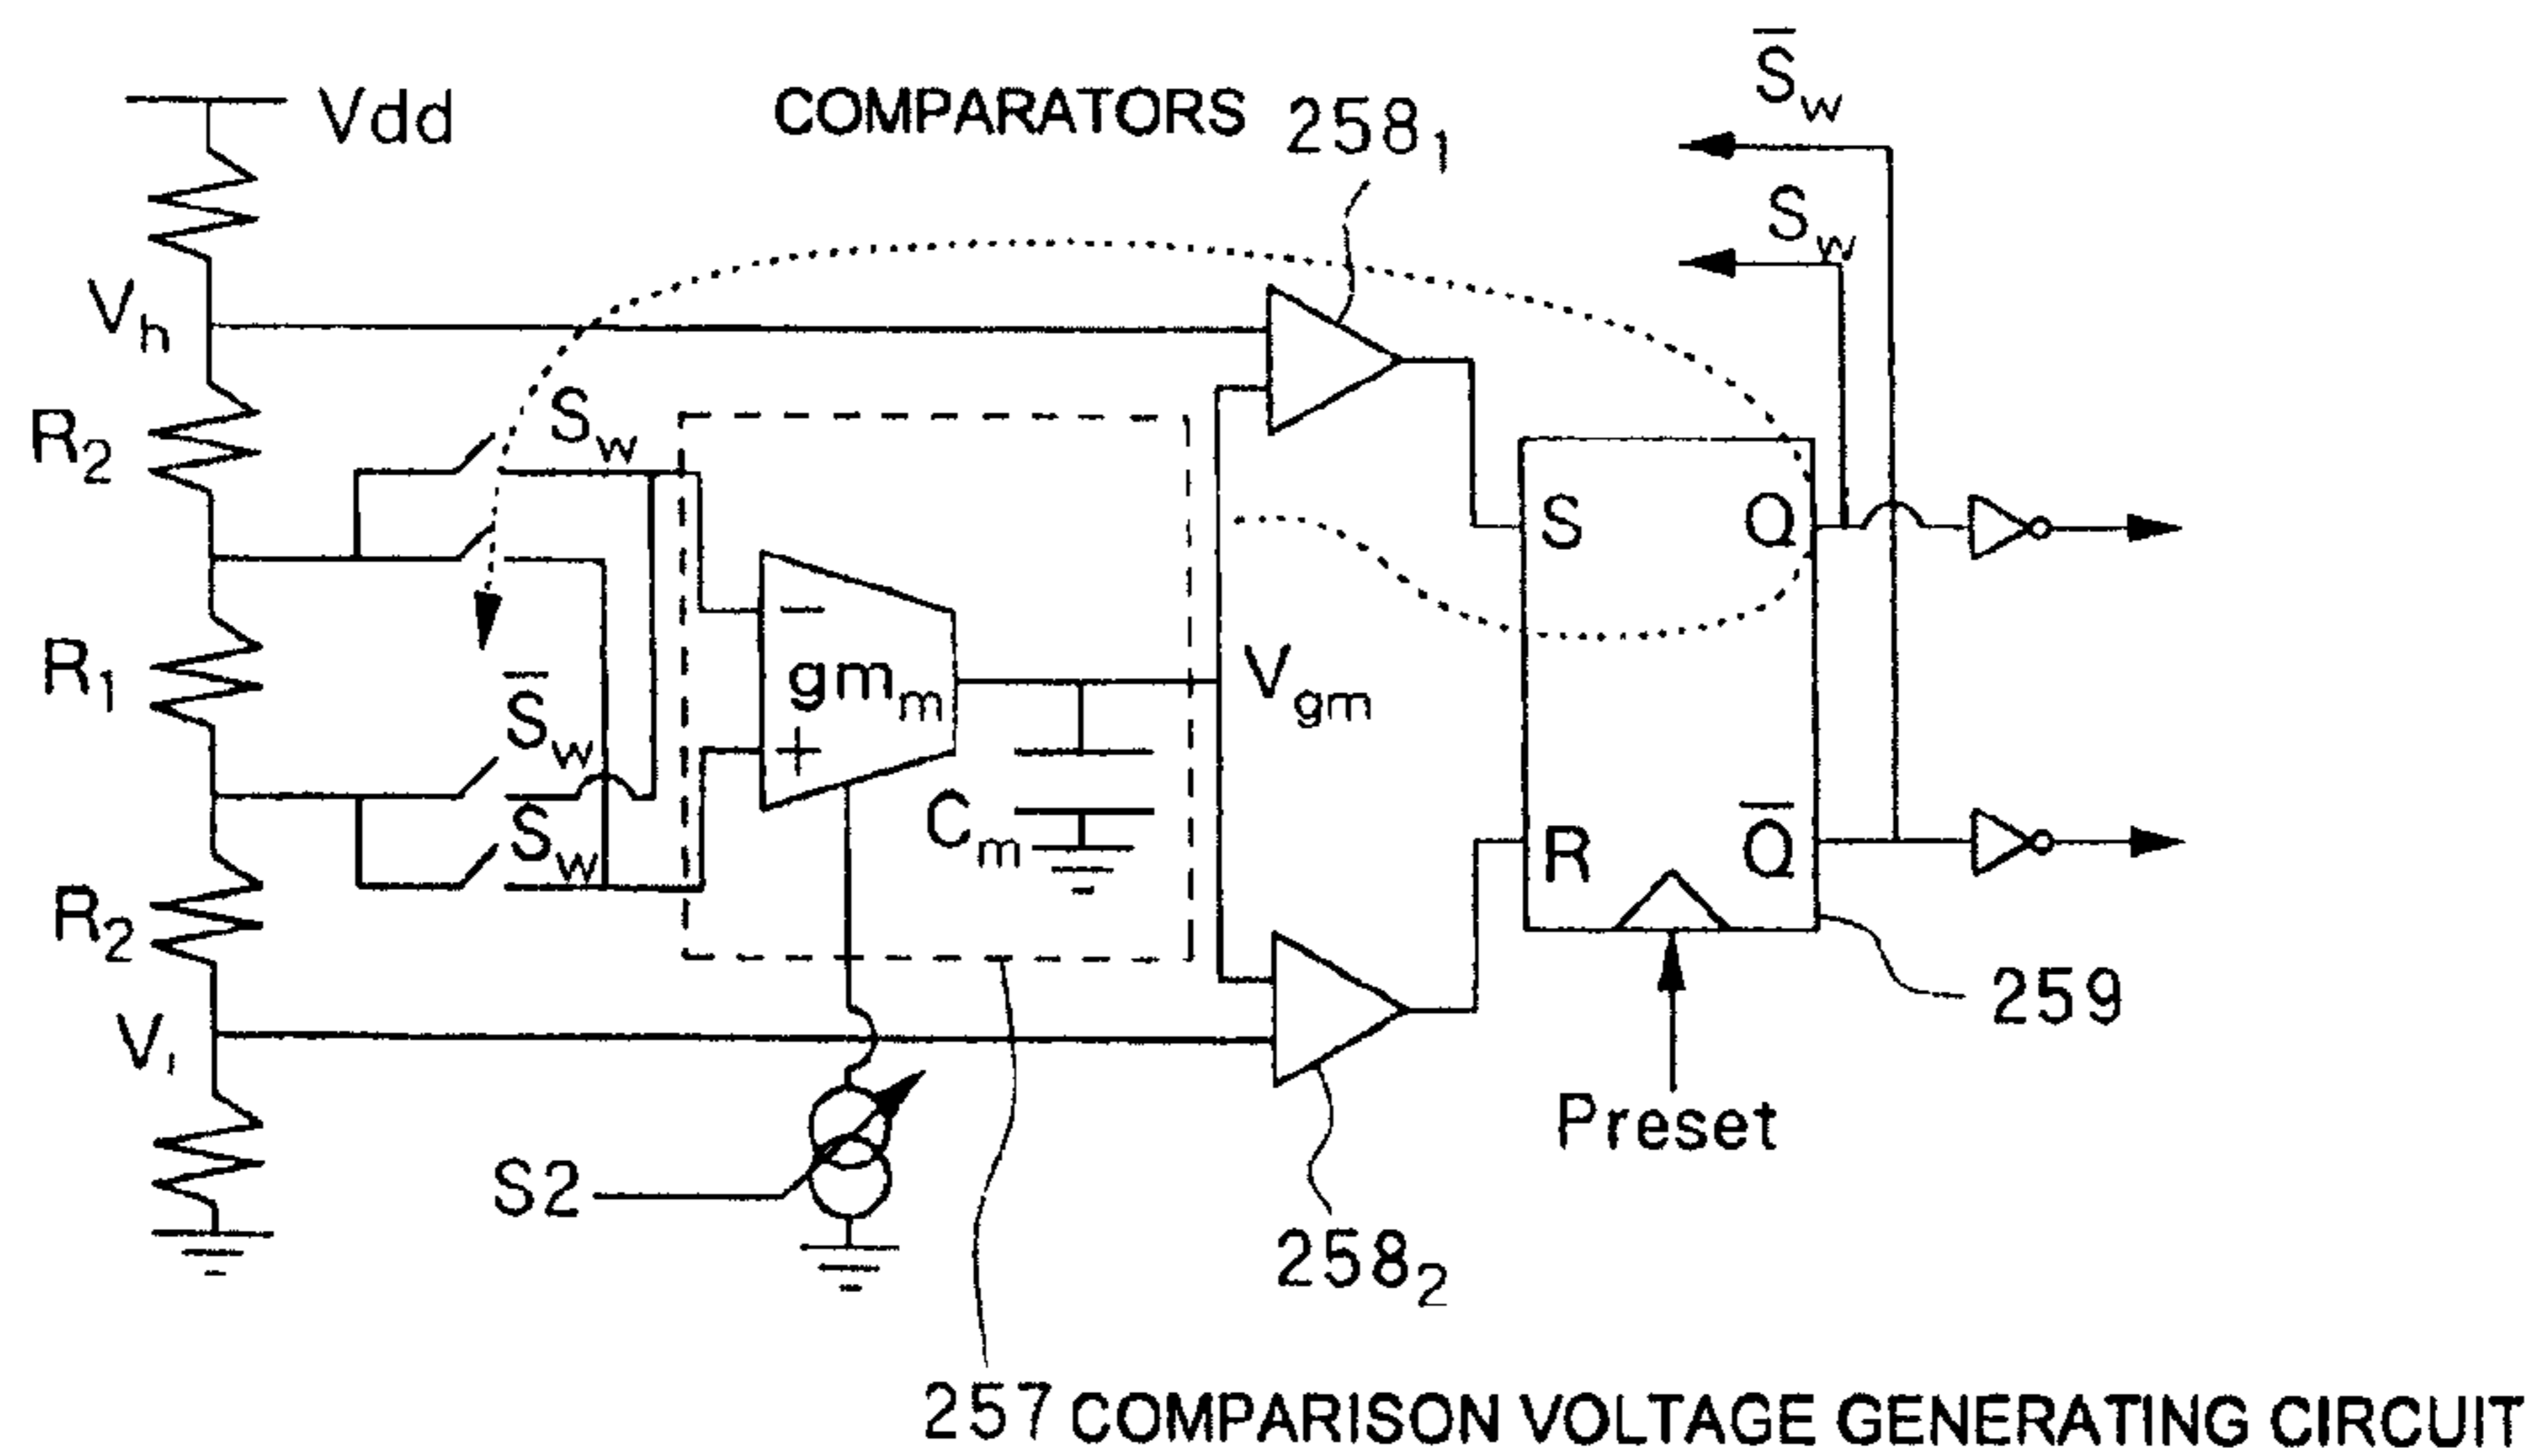 S̅w
Vdd
COMPARATORS 258₁
Sw
Vh
R₂
Sw
S
Q
R₁
−
gmm
Vgm
S̅w
+
Cm
R
Q̅
Sw
R₂
259
Vl
Preset
S2
258₂
257 COMPARISON VOLTAGE GENERATING CIRCUIT